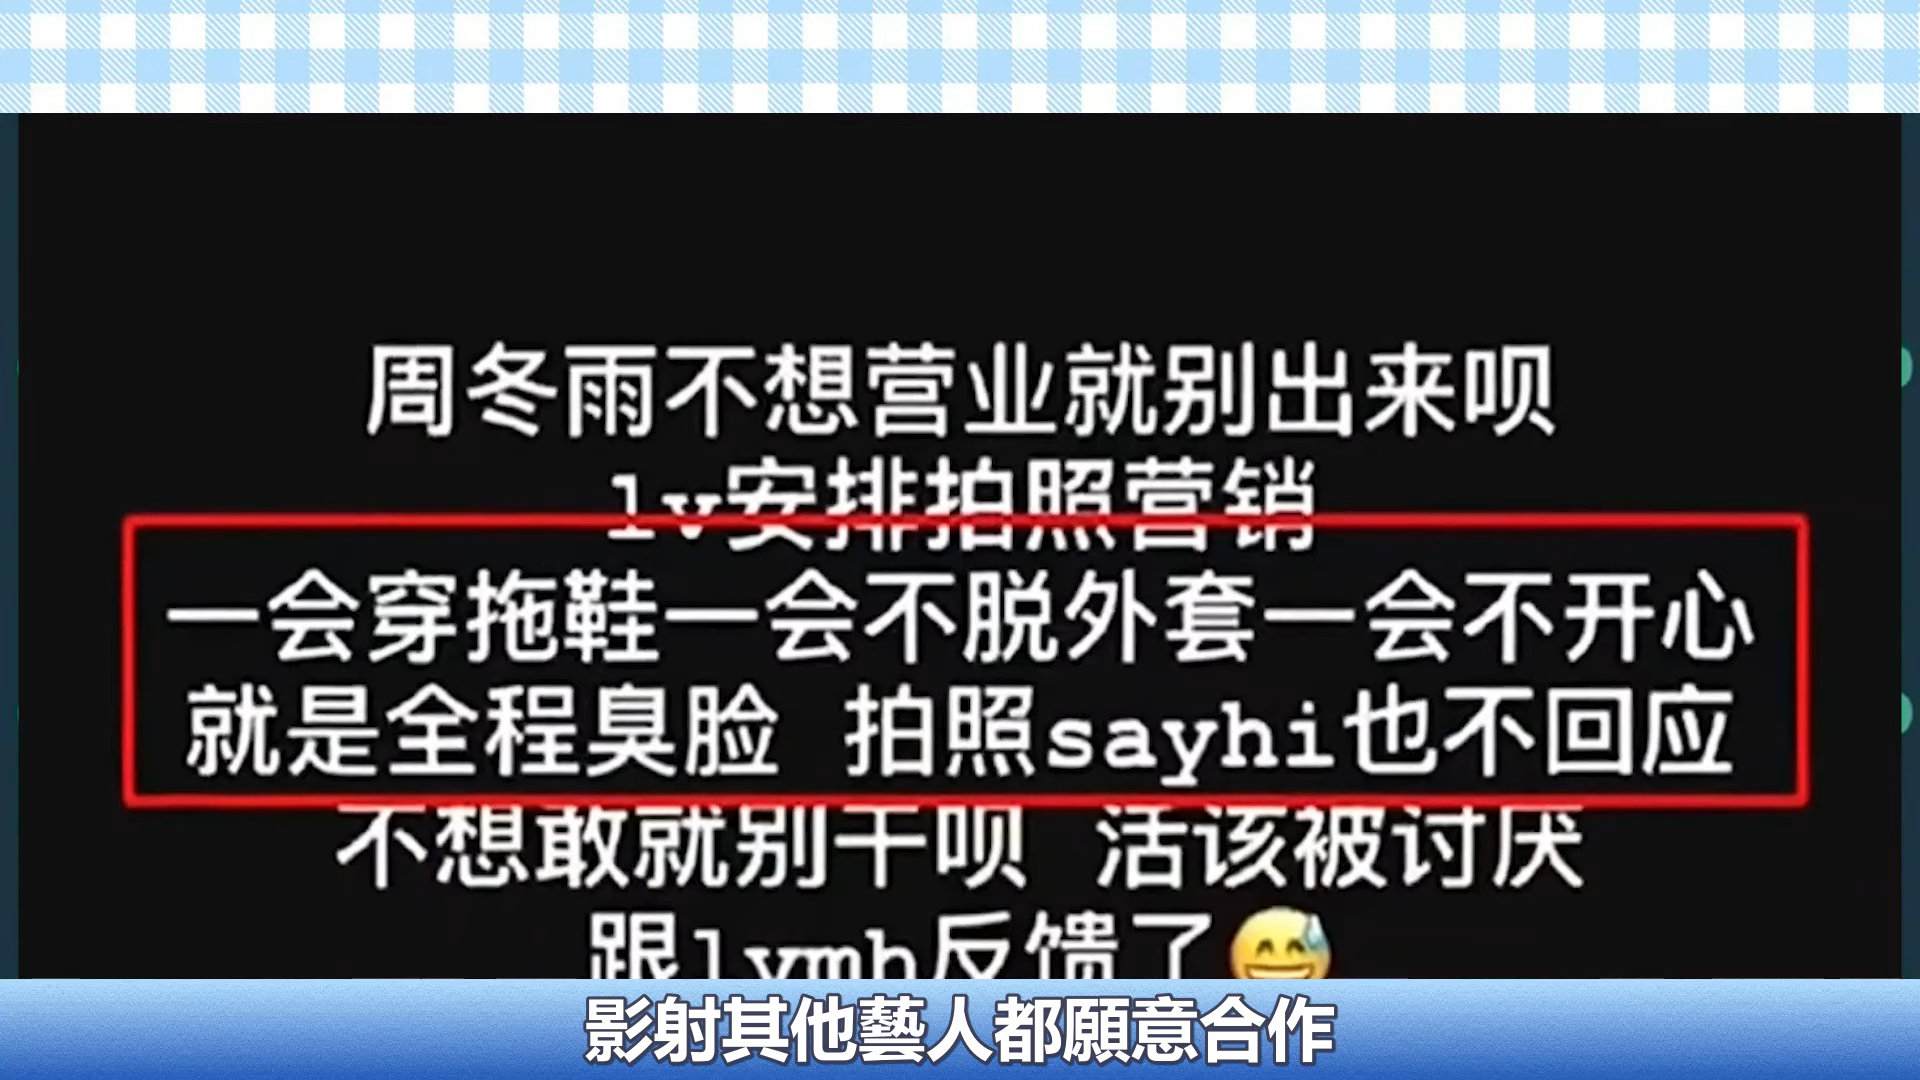 周冬雨不想营业就别出来呗
lv安排拍照营销
一会穿拖鞋一会不脱外套一会不开心
就是全程臭脸 拍照sayhi也不回应
不想敢就别干呗 活该被讨厌
跟lvmh反馈了😅
影射其他藝人都願意合作